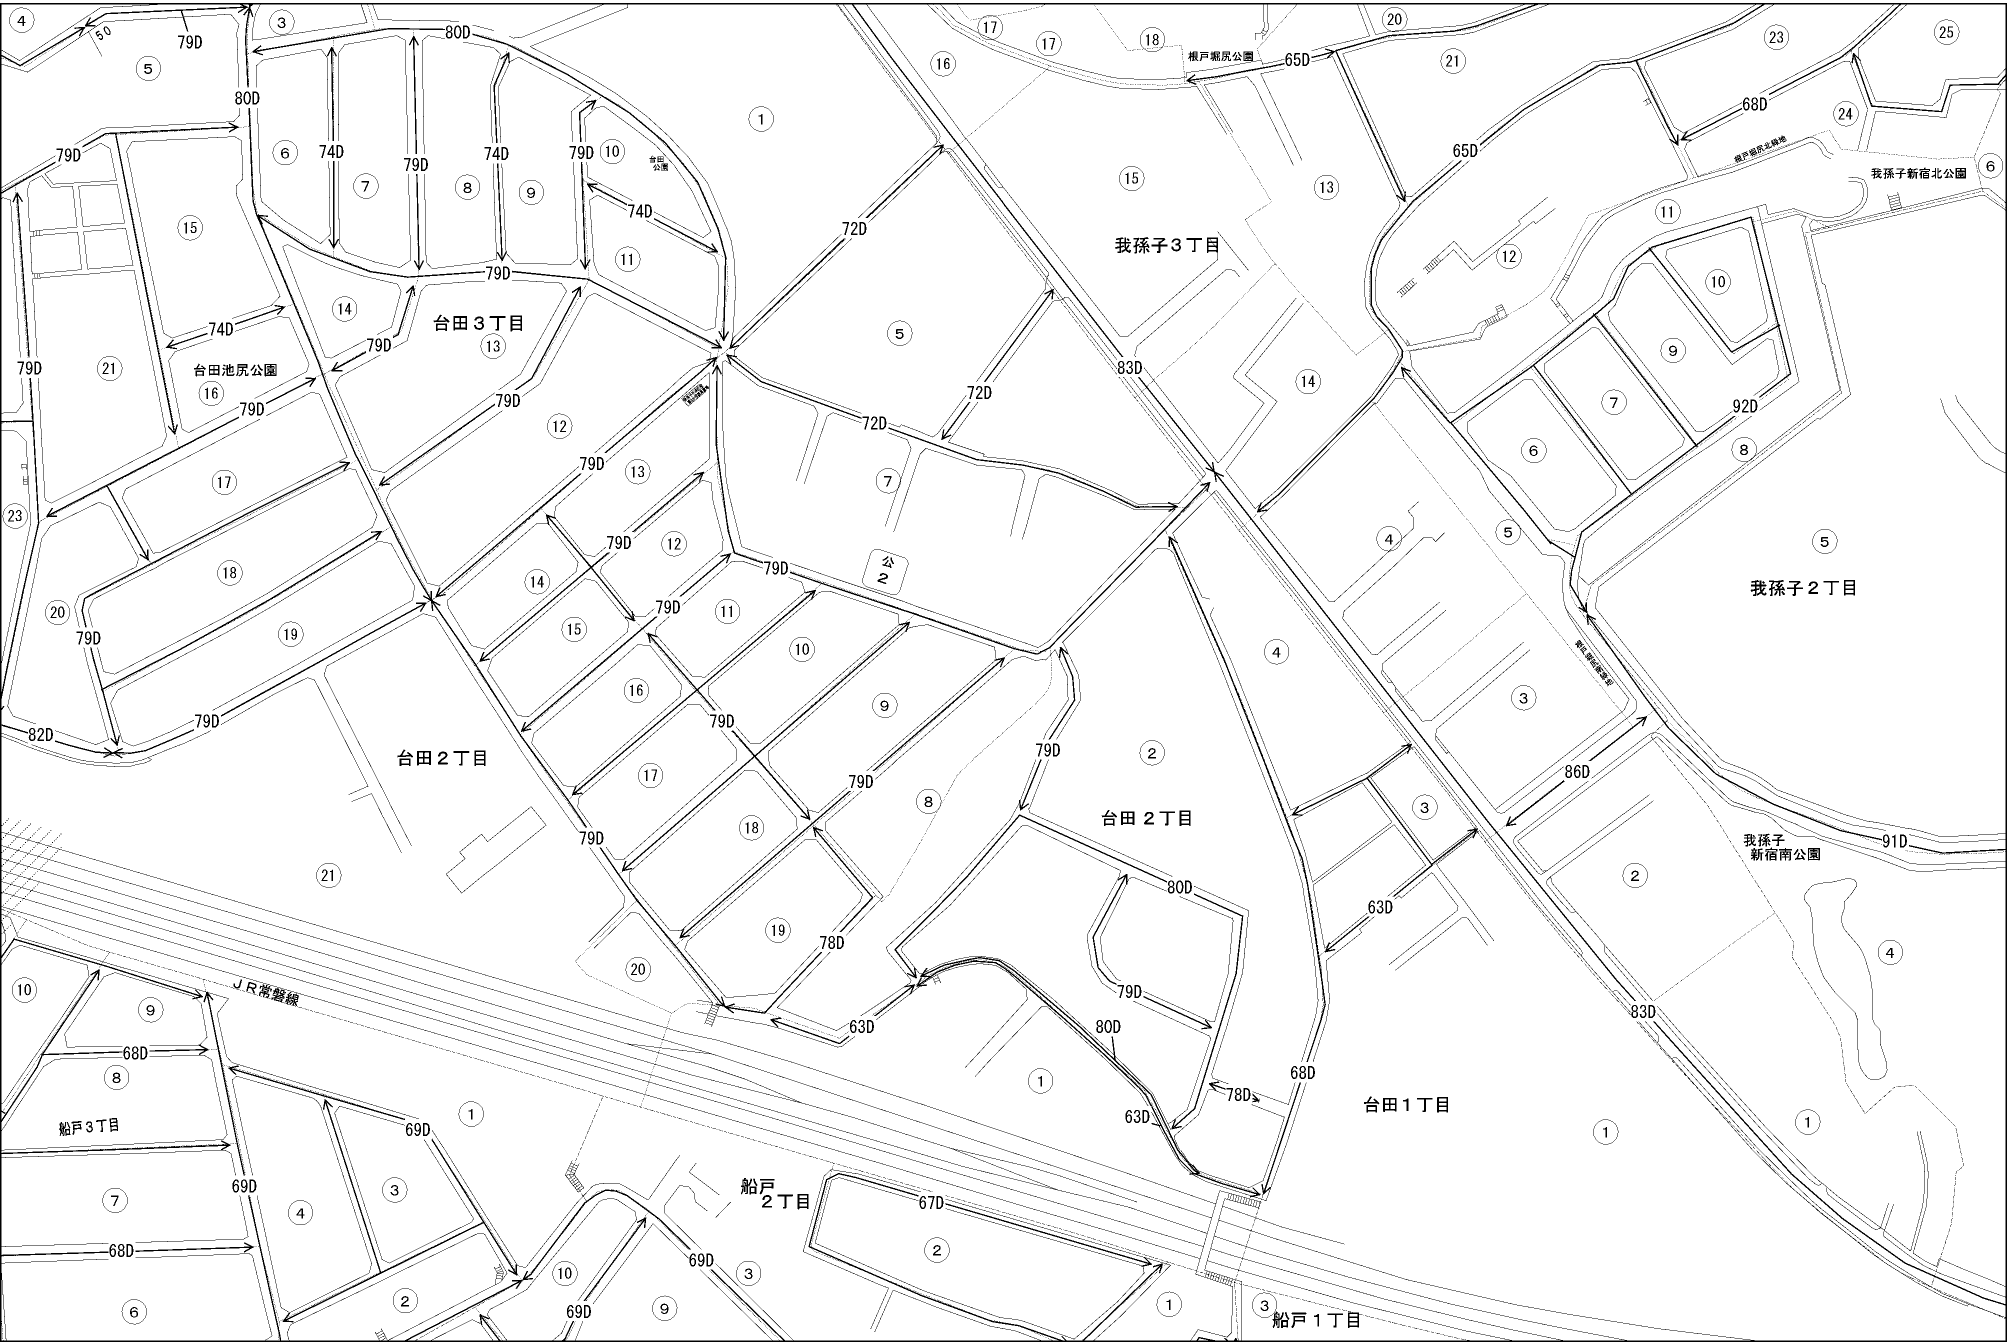 ④
50
79D
③
80D
⑤
80D
79D
⑥
74D
⑦
79D
74D
⑧
⑨
79D
⑩
台田
公園
74D
⑪
①
⑯
⑰
⑰
⑱
根戸堀尻公園
65D
⑳
㉑
㉓
㉕
68D
㉔
65D
我孫子新宿北公園
⑥
⑪
⑮
⑬
我孫子3丁目
⑫
⑩
⑨
⑮
79D
⑭
台田3丁目
⑬
74D
79D
台田池尻公園
㉑
⑯
79D
79D
72D
⑤
72D
83D
⑭
72D
⑦
79D
⑫
79D
⑬
⑦
92D
⑥
⑧
⑰
㉓
⑱
⑳
79D
⑲
79D
82D
⑭
79D
⑫
79D
79D
公
2
⑮
⑪
⑩
⑯
79D
⑨
④
⑤
⑤
我孫子2丁目
④
③
台田2丁目
⑰
79D
⑧
79D
②
86D
79D
⑱
台田2丁目
③
我孫子
新宿南公園
91D
②
㉑
80D
63D
⑲
78D
⑳
79D
④
⑩
JR常磐線
⑨
63D
80D
83D
68D
⑧
①
78D
68D
63D
台田1丁目
①
①
船戸3丁目
①
69D
69D
⑦
③
④
船戸
2丁目
67D
68D
②
69D
⑩
③
⑥
②
69D
⑨
①
③
船戸1丁目